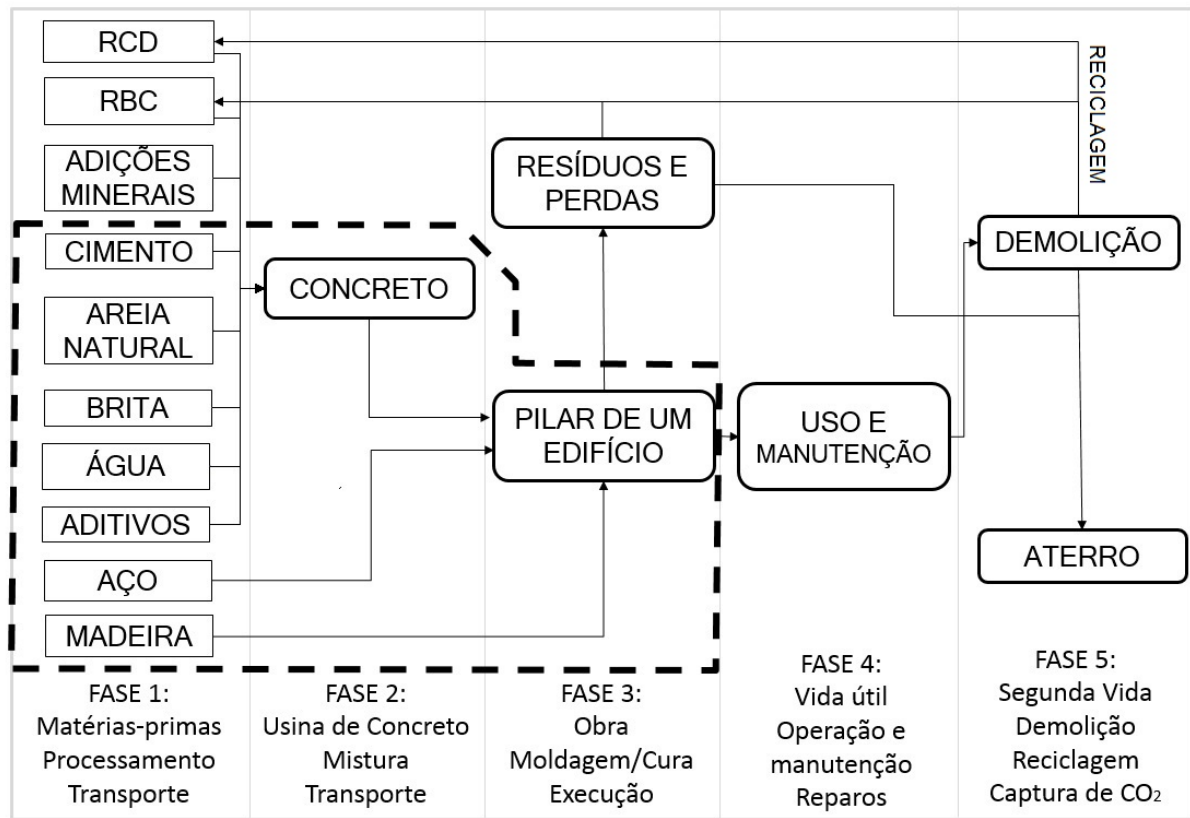 RCD
RBC
ADIÇÕES
MINERAIS
CIMENTO
AREIA
NATURAL
BRITA
ÁGUA
ADITIVOS
AÇO
MADEIRA
FASE 1:
Matérias-primas
Processamento
Transporte
CONCRETO
FASE 2:
Usina de Concreto
Mistura
Transporte
RESÍDUOS E
PERDAS
PILAR DE UM
EDIFÍCIO
FASE 3:
Obra
Moldagem/Cura
Execução
USO E
MANUTENÇÃO
FASE 4:
Vida útil
Operação e
manutenção
Reparos
RECICLAGEM
DEMOLIÇÃO
ATERRO
FASE 5:
Segunda Vida
Demolição
Reciclagem
Captura de CO₂